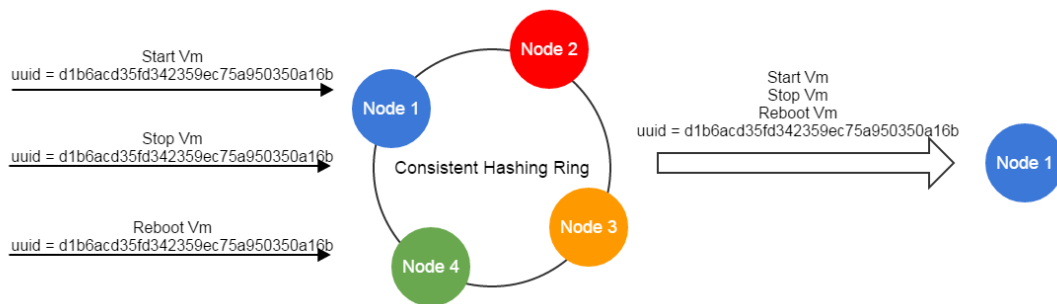 Start Vm
uuid = d1b6acd35fd342359ec75a950350a16b
Stop Vm
uuid = d1b6acd35fd342359ec75a950350a16b
Reboot Vm
uuid = d1b6acd35fd342359ec75a950350a16b
Node 1
Node 2
Consistent Hashing Ring
Node 3
Node 4
Start Vm
Stop Vm
Reboot Vm
uuid = d1b6acd35fd342359ec75a950350a16b
Node 1